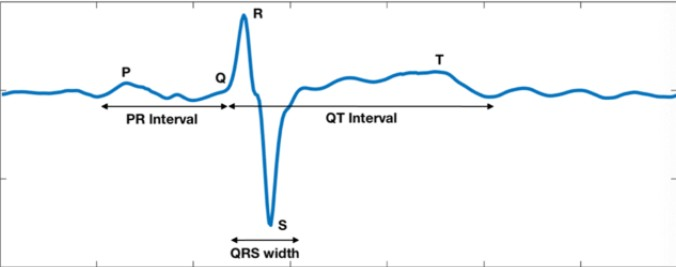 R
P
Q
T
PR Interval
QT Interval
S
QRS width